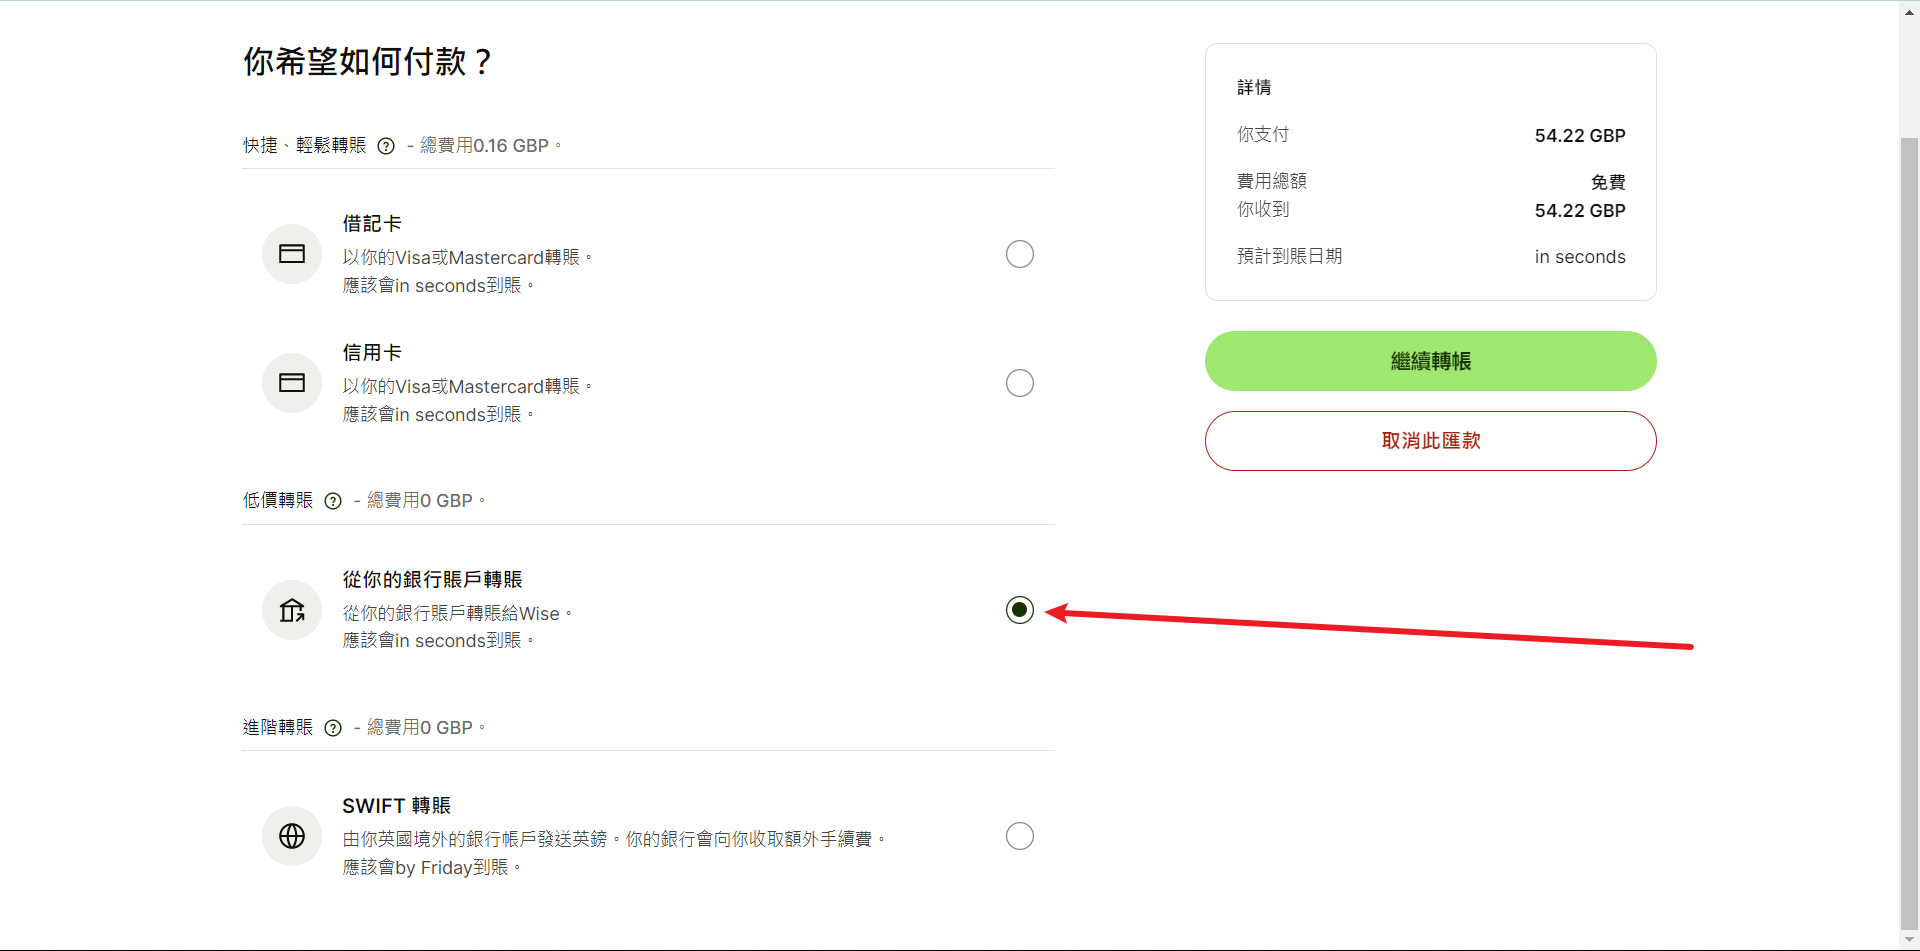 你希望如何付款？
快捷、輕鬆轉賬 ? - 總費用0.16 GBP。
借記卡
以你的Visa或Mastercard轉賬。
應該會in seconds到賬。
信用卡
以你的Visa或Mastercard轉賬。
應該會in seconds到賬。
低價轉賬 ? - 總費用0 GBP。
從你的銀行賬戶轉賬
從你的銀行賬戶轉賬給Wise。
應該會in seconds到賬。
進階轉賬 ? - 總費用0 GBP。
SWIFT 轉賬
由你英國境外的銀行帳戶發送英鎊。你的銀行會向你收取額外手續費。
應該會by Friday到賬。
詳情
你支付 54.22 GBP
費用總額 免費
你收到 54.22 GBP
預計到賬日期 in seconds
繼續轉帳
取消此匯款